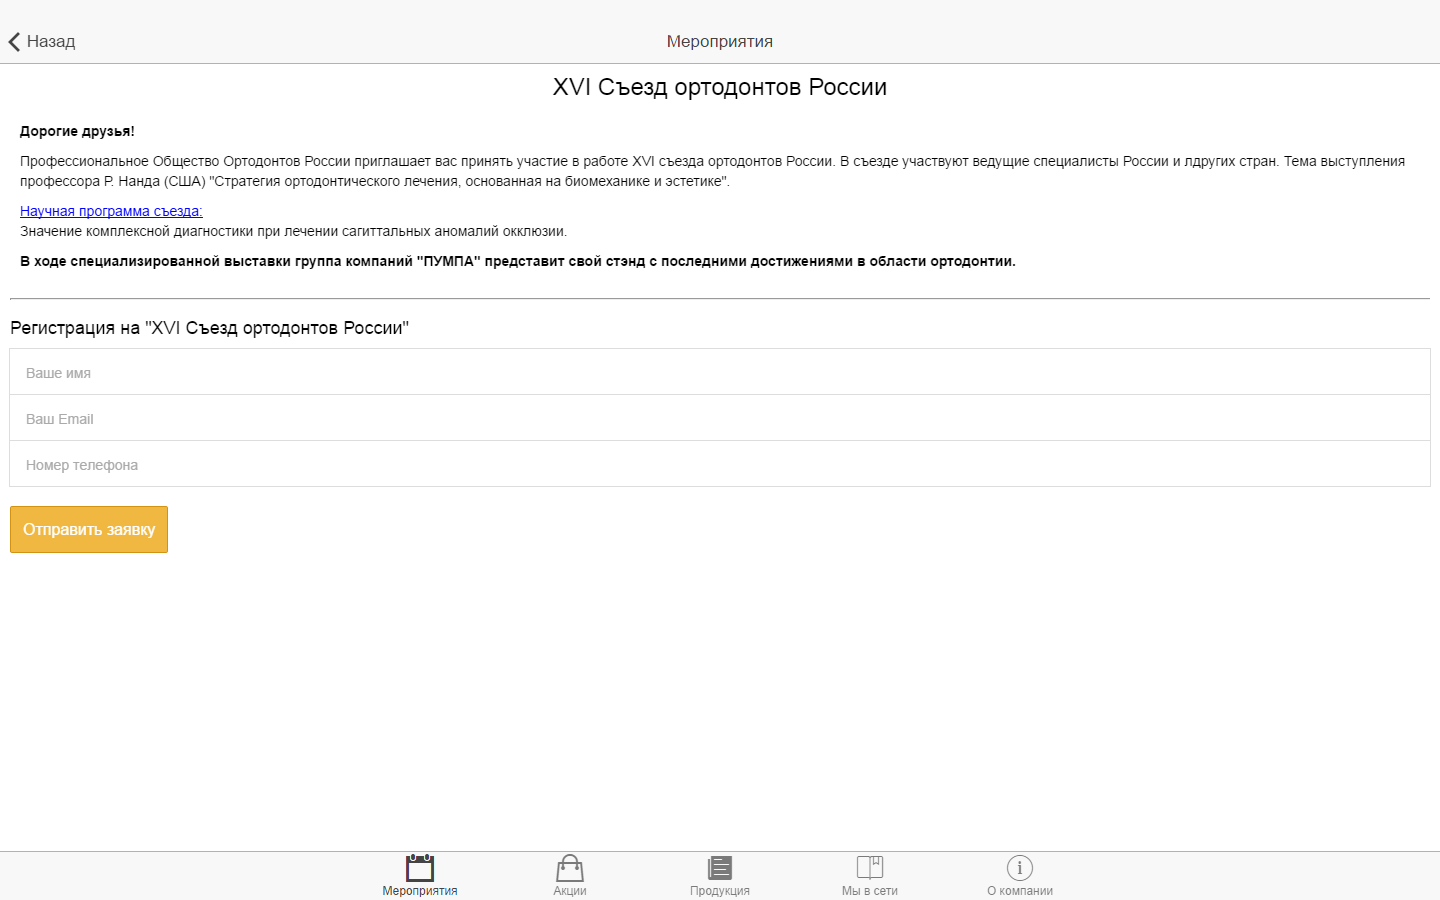 Назад
Мероприятия
XVI Съезд ортодонтов России
Дорогие друзья!
Профессиональное Общество Ортодонтов России приглашает вас принять участие в работе XVI съезда ортодонтов России. В съезде участвуют ведущие специалисты России и лдругих стран. Тема выступления
профессора Р. Нанда (США) "Стратегия ортодонтического лечения, основанная на биомеханике и эстетике".
Научная программа съезда:
Значение комплексной диагностики при лечении сагиттальных аномалий окклюзии.
В ходе специализированной выставки группа компаний "ПУМПА" представит свой стэнд с последними достижениями в области ортодонтии.
Регистрация на "XVI Съезд ортодонтов России"
Ваше имя
Ваш Email
Номер телефона
Отправить заявку
Мероприятия
Акции
Продукция
Мы в сети
О компании